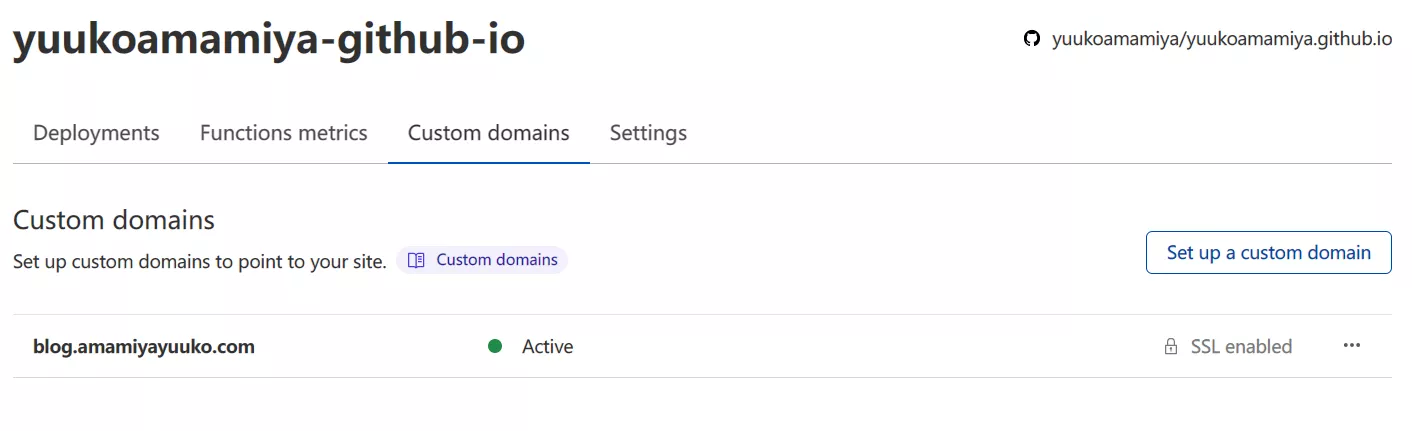 yuukoamamiya-github-io
yuukoamamiya/yuukoamamiya.github.io
Deployments Functions metrics Custom domains Settings
Custom domains
Set up custom domains to point to your site. Custom domains
Set up a custom domain
blog.amamiyayuuko.com Active SSL enabled